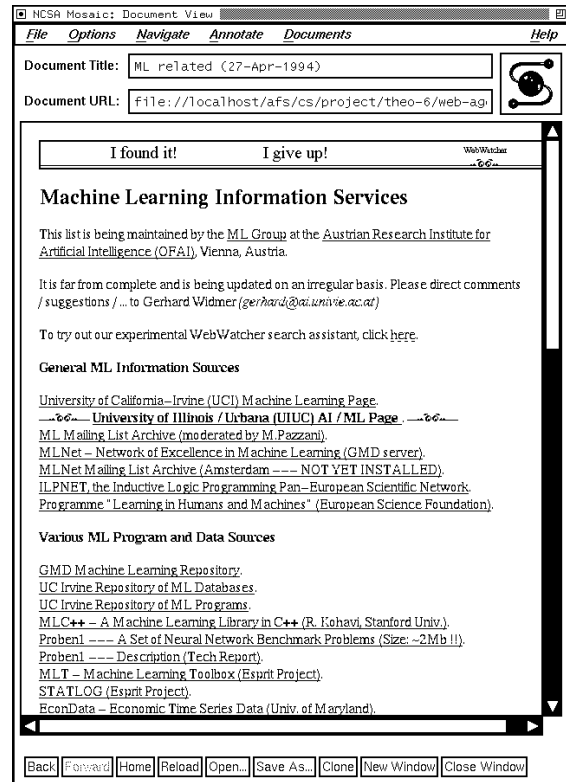 NCSA Mosaic: Document View
File Options Navigate Annotate Documents Help
Document Title: ML related (27-Apr-1994)
Document URL: file://localhost/afs/cs/project/theo-6/web-ag
I found it! I give up! WebWatcher
Machine Learning Information Services
This list is being maintained by the ML Group at the Austrian Research Institute for
Artificial Intelligence (OFAI), Vienna, Austria.
It is far from complete and is being updated on an irregular basis. Please direct comments
/ suggestions / ... to Gerhard Widmer (gerhard@ai.univie.ac.at)
To try out our experimental WebWatcher search assistant, click here.
General ML Information Sources
University of California–Irvine (UCI) Machine Learning Page.
University of Illinois / Urbana (UIUC) AI / ML Page .
ML Mailing List Archive (moderated by M.Pazzani).
MLNet – Network of Excellence in Machine Learning (GMD server).
MLNet Mailing List Archive (Amsterdam ––– NOT YET INSTALLED).
ILPNET, the Inductive Logic Programming Pan–European Scientific Network.
Programme "Learning in Humans and Machines" (European Science Foundation).
Various ML Program and Data Sources
GMD Machine Learning Repository.
UC Irvine Repository of ML Databases.
UC Irvine Repository of ML Programs.
MLC++ – A Machine Learning Library in C++ (R. Kohavi, Stanford Univ.).
Proben1 ––– A Set of Neural Network Benchmark Problems (Size: ~2Mb !!).
Proben1 ––– Description (Tech Report).
MLT – Machine Learning Toolbox (Esprit Project).
STATLOG (Esprit Project).
EconData – Economic Time Series Data (Univ. of Maryland).
Back Forward Home Reload Open... Save As... Clone New Window Close Window